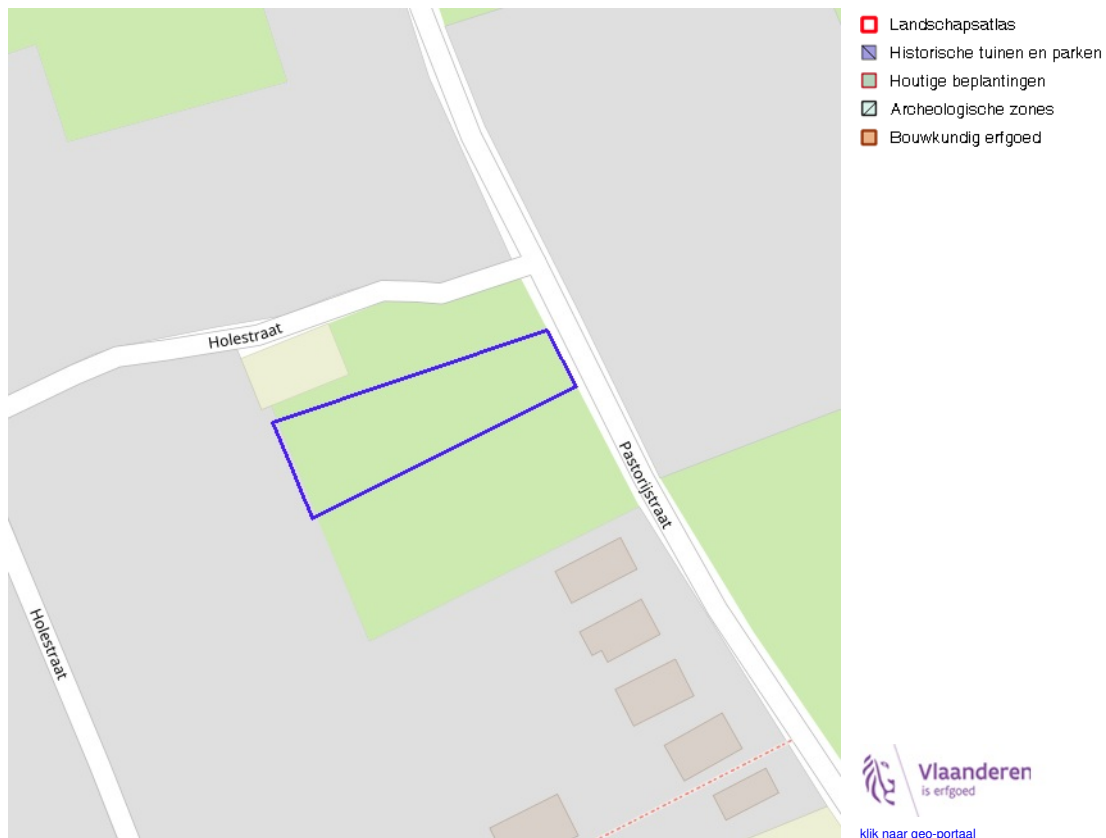 Landschapsatlas
Historische tuinen en parken
Houtige beplantingen
Archeologische zones
Bouwkundig erfgoed
Holestraat
Pastorijstraat
Holestraat
Vlaanderen
is erfgoed
klik naar geo-portaal